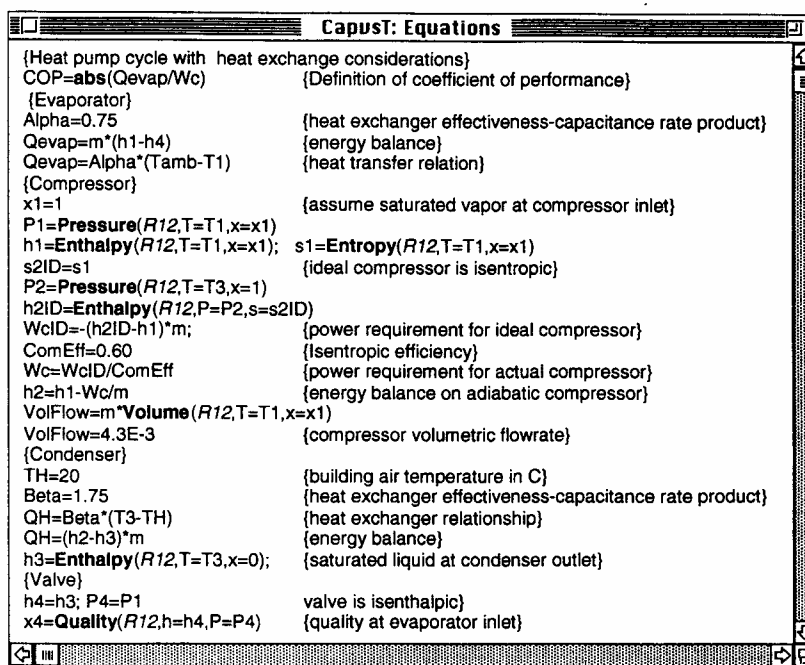 CapusT: Equations
{Heat pump cycle with heat exchange considerations}
COP=abs(Qevap/Wc) {Definition of coefficient of performance}
{Evaporator}
Alpha=0.75 {heat exchanger effectiveness-capacitance rate product}
Qevap=m*(h1-h4) {energy balance}
Qevap=Alpha*(Tamb-T1) {heat transfer relation}
{Compressor}
x1=1 {assume saturated vapor at compressor inlet}
P1=Pressure(R12,T=T1,x=x1)
h1=Enthalpy(R12,T=T1,x=x1); s1=Entropy(R12,T=T1,x=x1)
s2ID=s1 {ideal compressor is isentropic}
P2=Pressure(R12,T=T3,x=1)
h2ID=Enthalpy(R12,P=P2,s=s2ID)
WcID=-(h2ID-h1)*m; {power requirement for ideal compressor}
ComEff=0.60 {Isentropic efficiency}
Wc=WcID/ComEff {power requirement for actual compressor}
h2=h1-Wc/m {energy balance on adiabatic compressor}
VolFlow=m*Volume(R12,T=T1,x=x1)
VolFlow=4.3E-3 {compressor volumetric flowrate}
{Condenser}
TH=20 {building air temperature in C}
Beta=1.75 {heat exchanger effectiveness-capacitance rate product}
QH=Beta*(T3-TH) {heat exchanger relationship}
QH=(h2-h3)*m {energy balance}
h3=Enthalpy(R12,T=T3,x=0); {saturated liquid at condenser outlet}
{Valve}
h4=h3; P4=P1 valve is isenthalpic}
x4=Quality(R12,h=h4,P=P4) {quality at evaporator inlet}